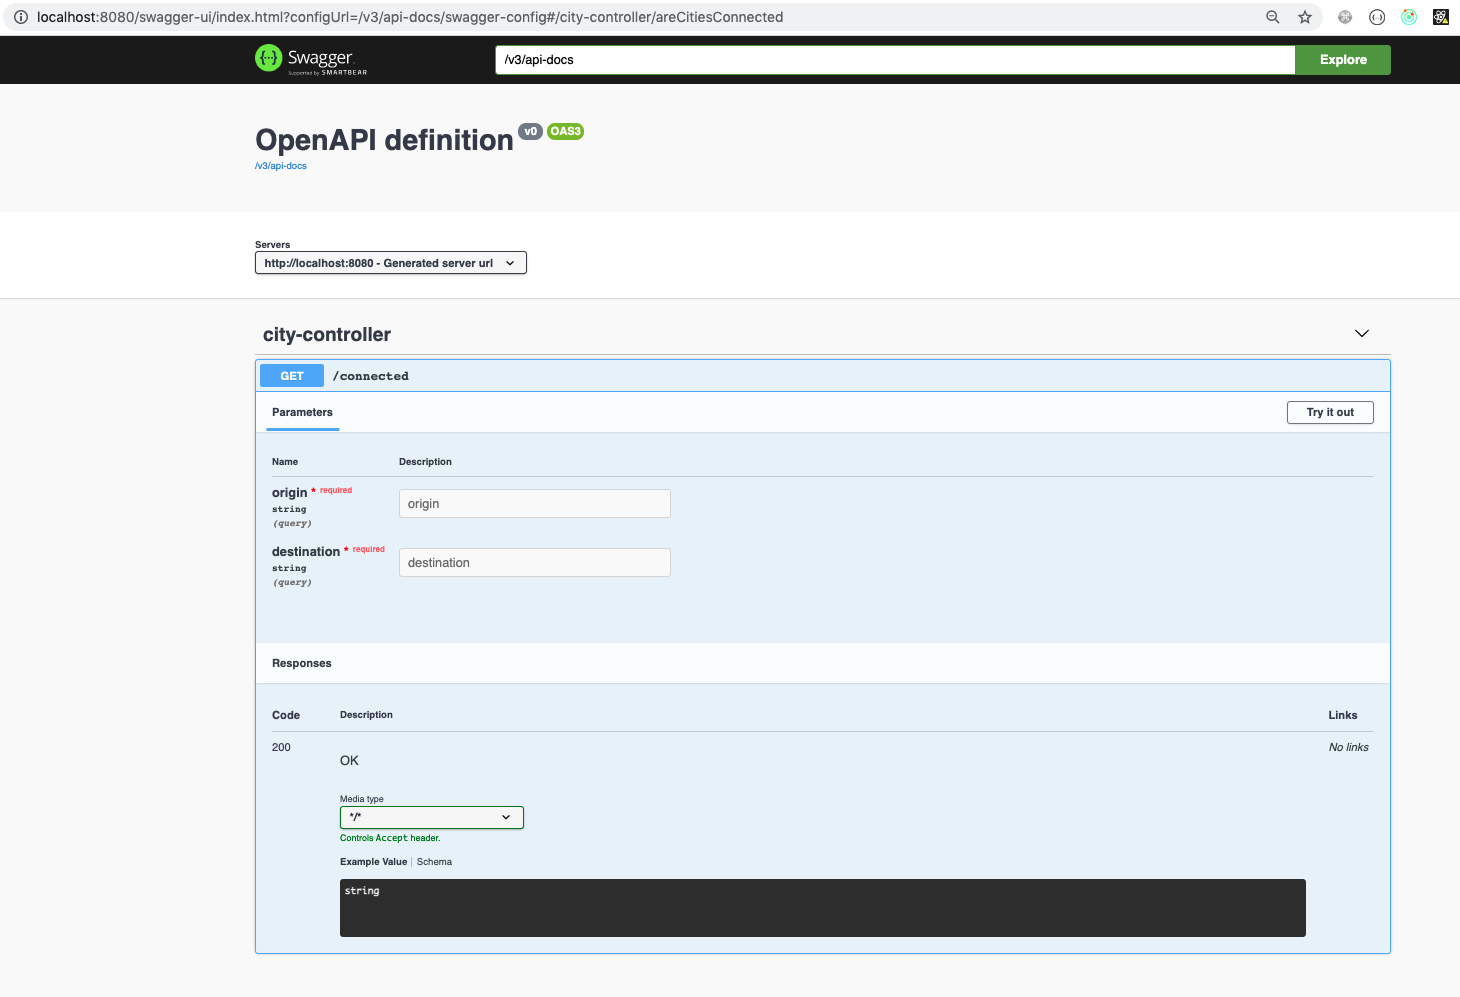 localhost:8080/swagger-ui/index.html?configUrl=/v3/api-docs/swagger-config#/city-controller/areCitiesConnected
Swagger.
Supported by SMARTBEAR
/v3/api-docs
Explore
OpenAPI definition v0 OAS3
/v3/api-docs
Servers
http://localhost:8080 - Generated server url
city-controller
GET /connected
Parameters
Try it out
Name Description
origin * required
string
(query)
origin
destination * required
string
(query)
destination
Responses
Code Description Links
200 No links
OK
Media type
*/*
Controls Accept header.
Example Value | Schema
string